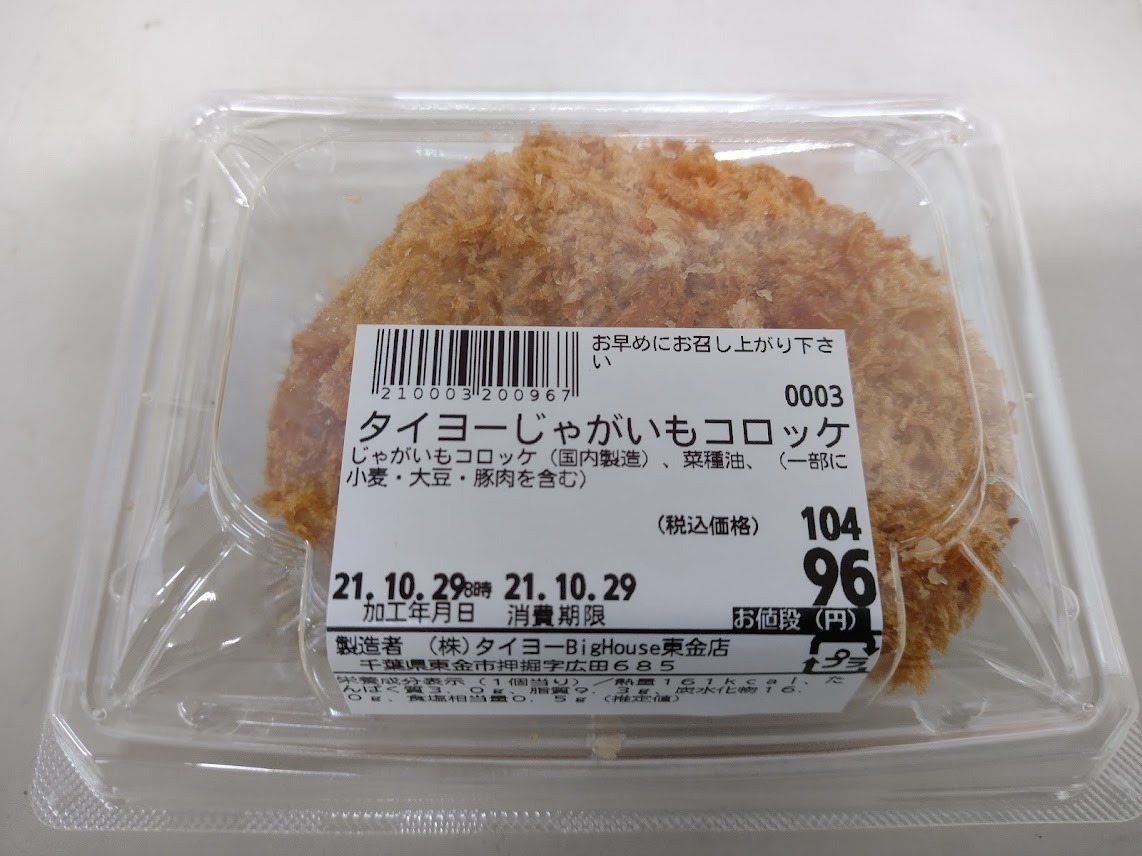 お早めにお召し上がり下さ
い
210003 200967
0003
タイヨーじゃがいもコロッケ
じゃがいもコロッケ（国内製造）、菜種油、（一部に
小麦・大豆・豚肉を含む）
（税込価格） 104
96
21.10.29 8時 21.10.29
加工年月日 消費期限
お値段（円）
製造者 （株）タイヨーBigHouse東金店
千葉県東金市押堀字広田６８５
プラ
栄養成分表示（１個当り）／熱量１６１ｋｃａｌ、た
んぱく質３．０ｇ、脂質９．３ｇ、炭水化物１６．
０ｇ、食塩相当量０．５ｇ（推定値）